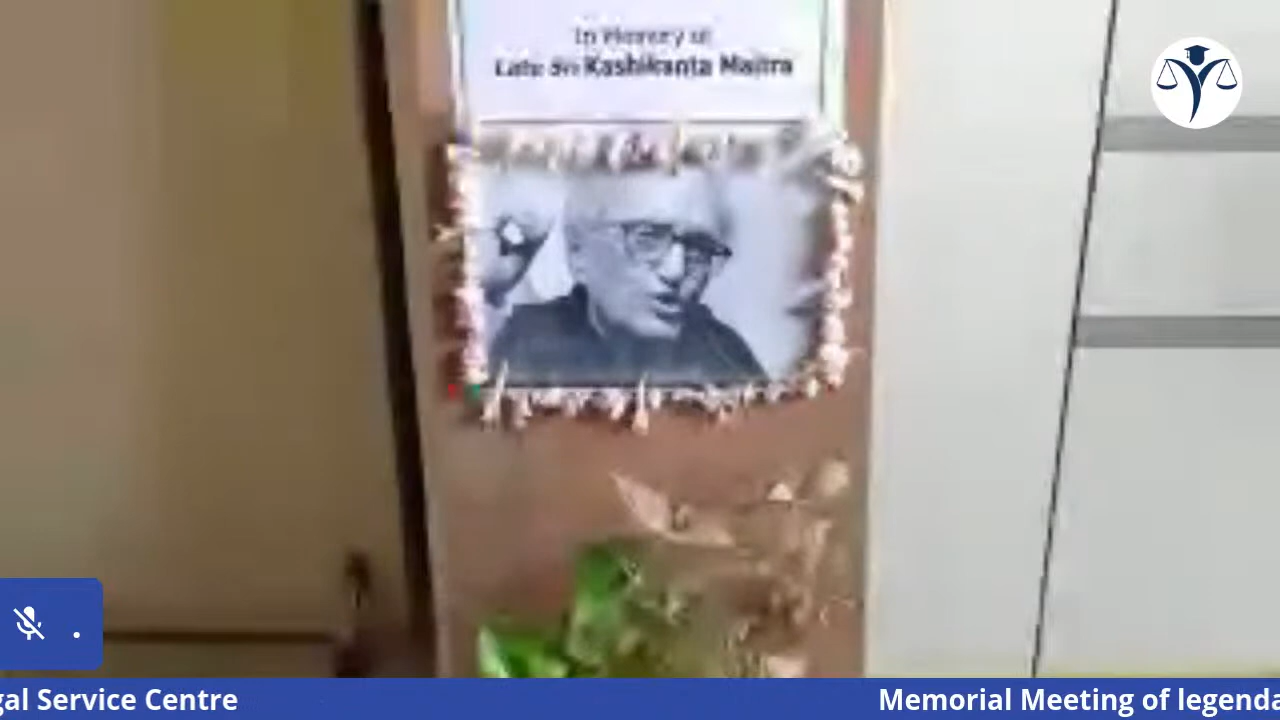 In Memory of
Late Sri Kashikanta Maitra
gal Service Centre
Memorial Meeting of legenda